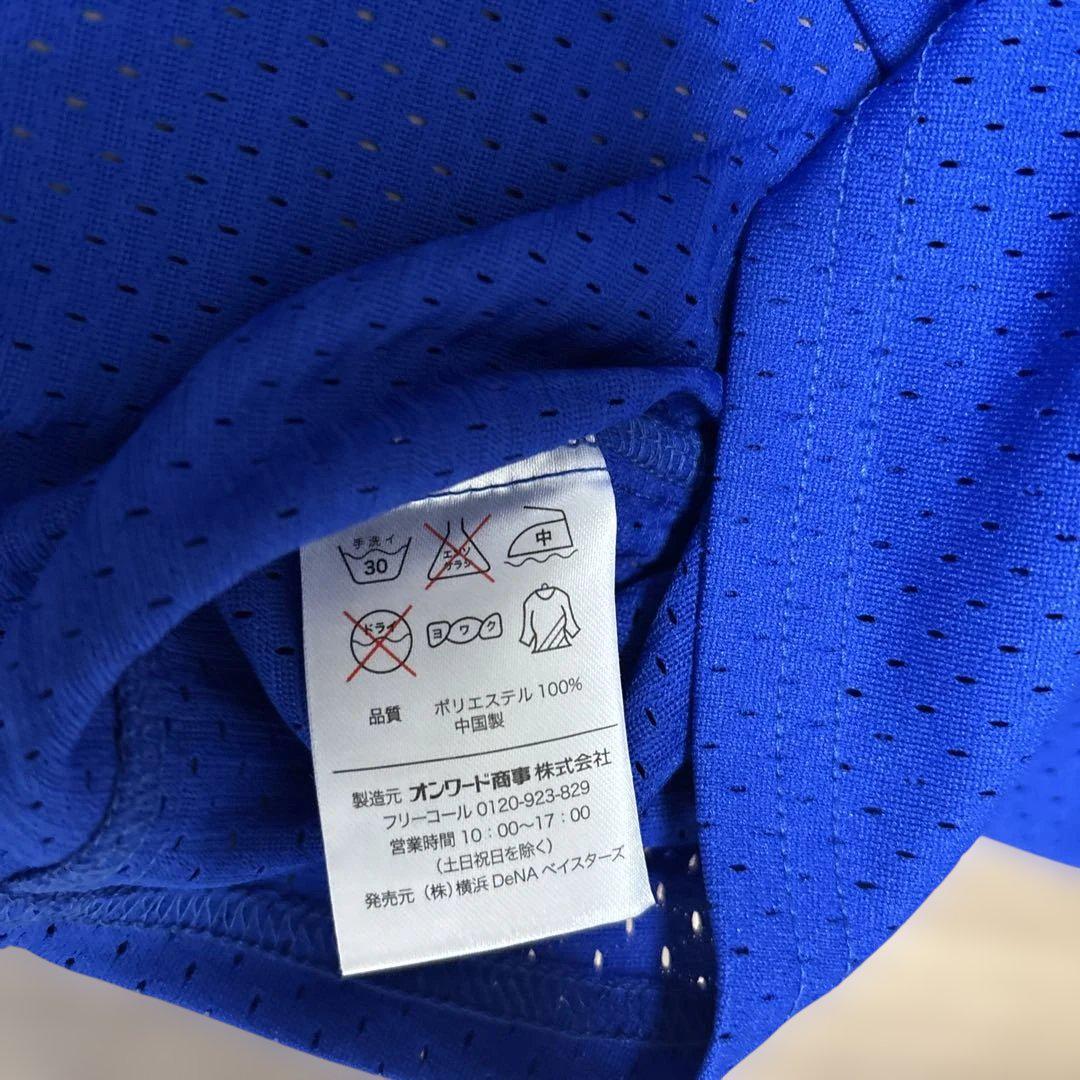 手洗イ
30
エンソ
サラシ
中
ドライ
ヨワク
品質 ポリエステル 100%
中国製
製造元 オンワード商事 株式会社
フリーコール 0120-923-829
営業時間 10：00〜17：00
（土日祝日を除く）
発売元（株）横浜 DeNA ベイスターズ